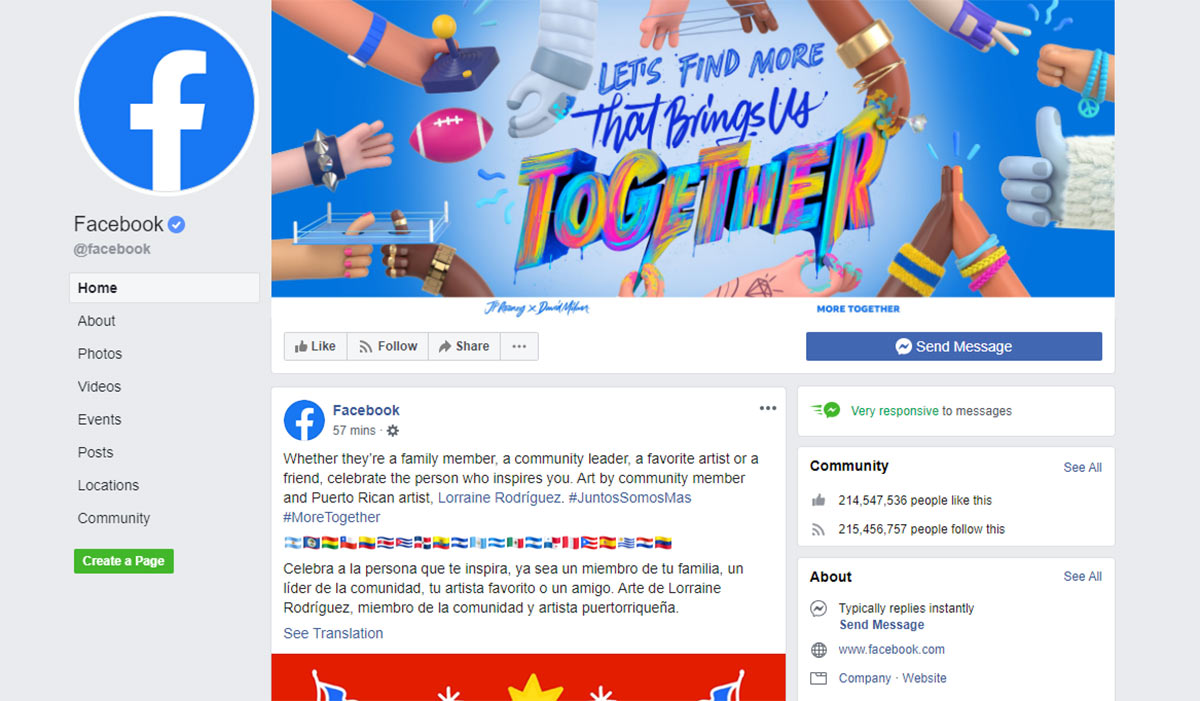 LET'S FIND MORE
That Brings Us
TOGETHER
MORE TOGETHER
Facebook
@facebook
Home
About
Photos
Videos
Events
Posts
Locations
Community
Create a Page
Like
Follow
Share
Send Message
Facebook
57 mins ·
Whether they’re a family member, a community leader, a favorite artist or a
friend, celebrate the person who inspires you. Art by community member
and Puerto Rican artist, Lorraine Rodríguez. #JuntosSomosMas
#MoreTogether
Celebra a la persona que te inspira, ya sea un miembro de tu familia, un
líder de la comunidad, tu artista favorito o un amigo. Arte de Lorraine
Rodríguez, miembro de la comunidad y artista puertorriqueña.
See Translation
Very responsive to messages
Community
See All
214,547,536 people like this
215,456,757 people follow this
About
See All
Typically replies instantly
Send Message
www.facebook.com
Company · Website